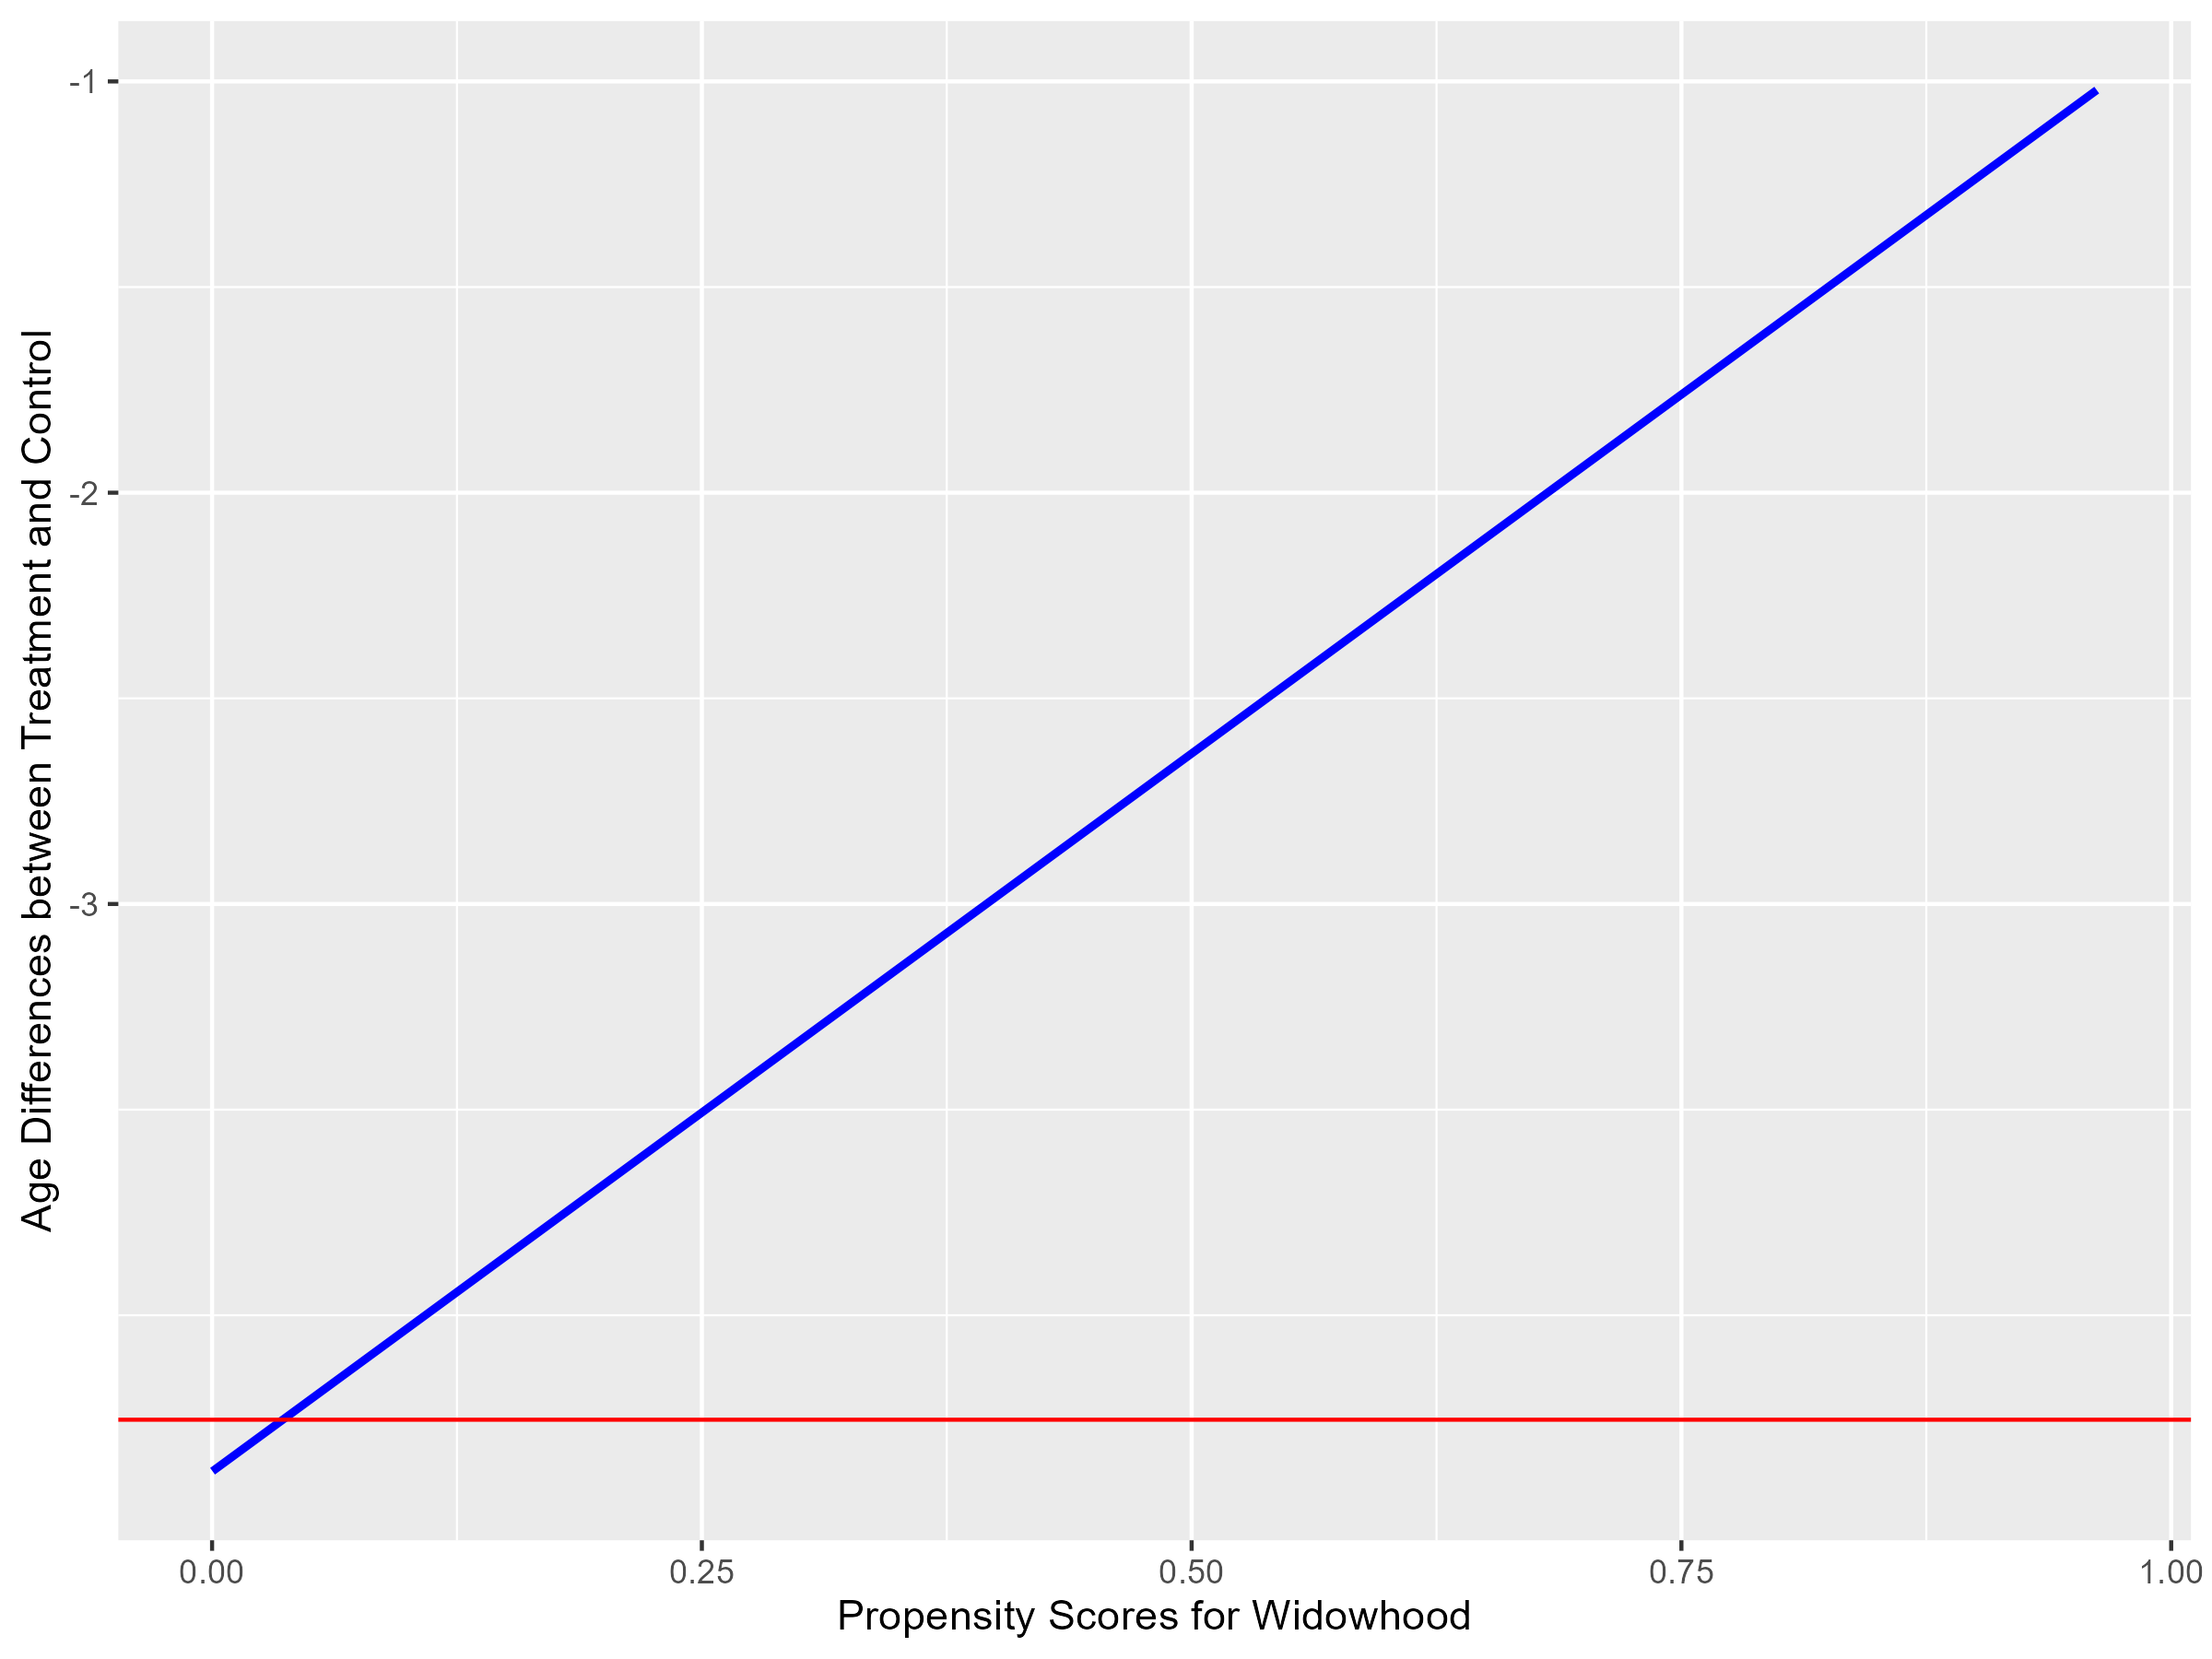 Age Differences between Treatment and Control
-1
-2
-3
0.00 0.25 0.50 0.75 1.00
Propensity Scores for Widowhood